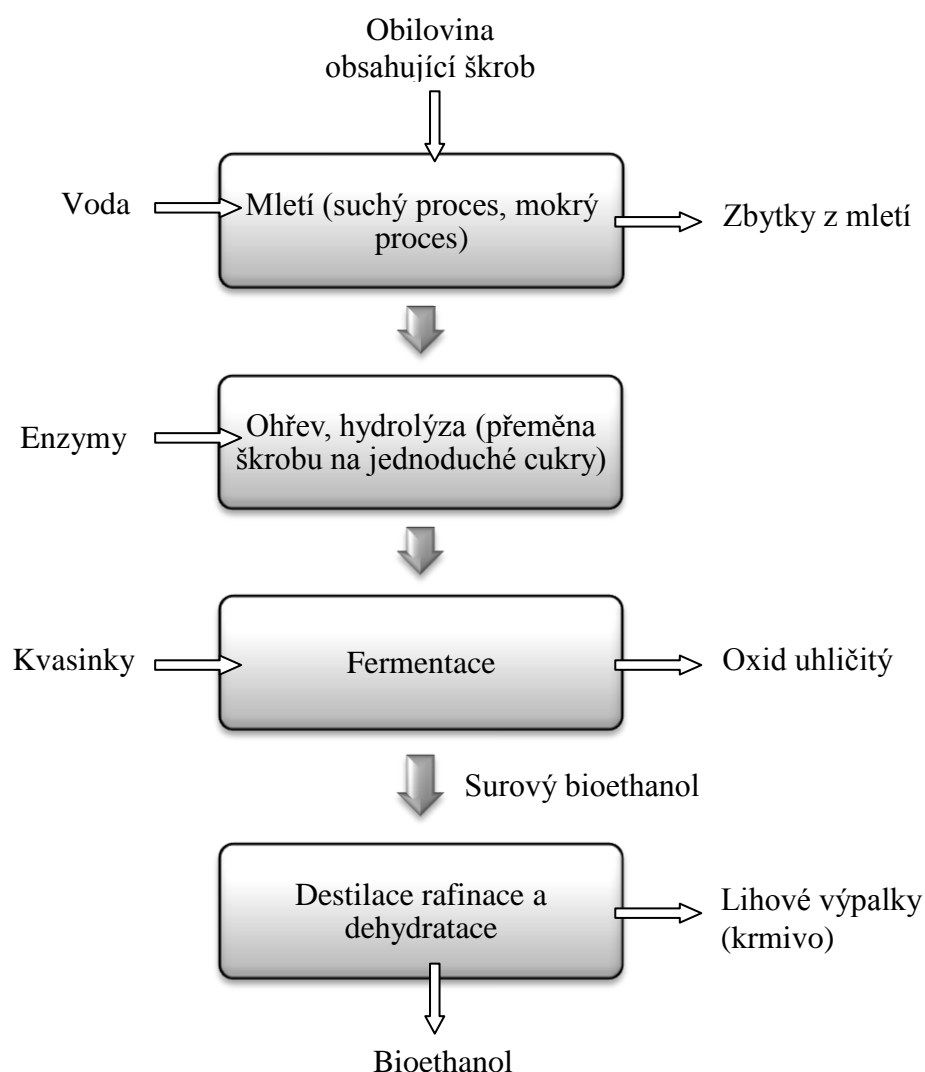 Obilovina
obsahující škrob
Voda
Mletí (suchý proces, mokrý
proces)
Zbytky z mletí
Enzymy
Ohřev, hydrolýza (přeměna
škrobu na jednoduché cukry)
Kvasinky
Fermentace
Oxid uhličitý
Surový bioethanol
Destilace rafinace a
dehydratace
Lihové výpalky
(krmivo)
Bioethanol